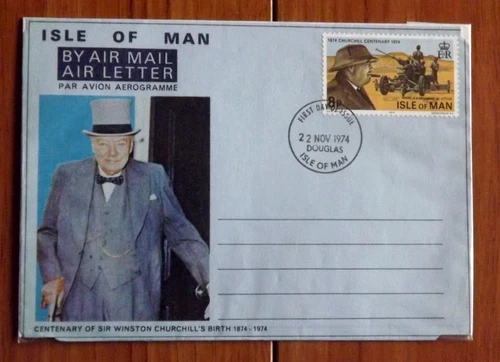 ISLE OF MAN
BY AIR MAIL
AIR LETTER
PAR AVION AEROGRAMME
1874 CHURCHILL CENTENARY 1974
EIIR
8p
ISLE OF MAN
FIRST DAY OF ISSUE
22 NOV 1974
DOUGLAS
ISLE OF MAN
CENTENARY OF SIR WINSTON CHURCHILL'S BIRTH 1874 - 1974